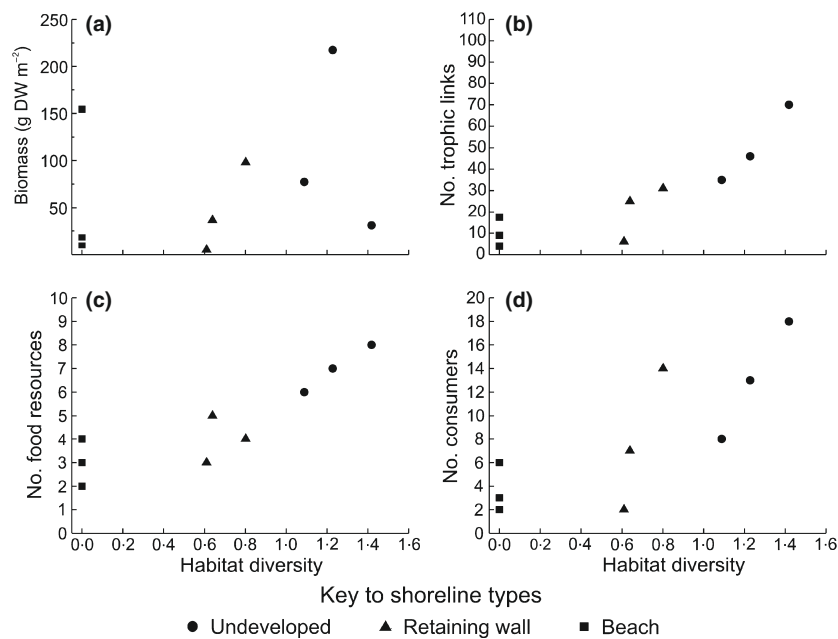 (a)
Biomass (g DW m⁻²)
250
200
150
100
50
(b)
No. trophic links
110
100
90
80
70
60
50
40
30
20
10
0
(c)
No. food resources
10
9
8
7
6
5
4
3
2
1
0
0·0 0·2 0·4 0·6 0·8 1·0 1·2 1·4 1·6
Habitat diversity
(d)
No. consumers
20
18
16
14
12
10
8
6
4
2
0
0·0 0·2 0·4 0·6 0·8 1·0 1·2 1·4 1·6
Habitat diversity
Key to shoreline types
Undeveloped Retaining wall Beach